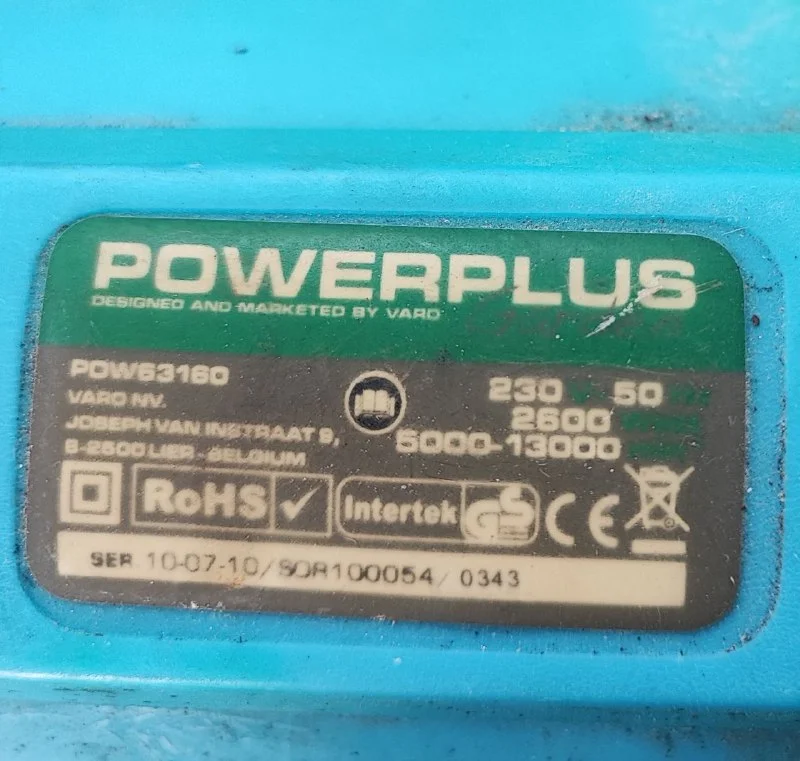 POWERPLUS
DESIGNED AND MARKETED BY VARO
POW63160
VARO NV.
JOSEPH VAN INSTRAAT 9,
B-2500 LIER - BELGIUM
230 50
2600
5000-13000
RoHS
Intertek
GS
CE
SER 10-07-10/SOR100054/0343